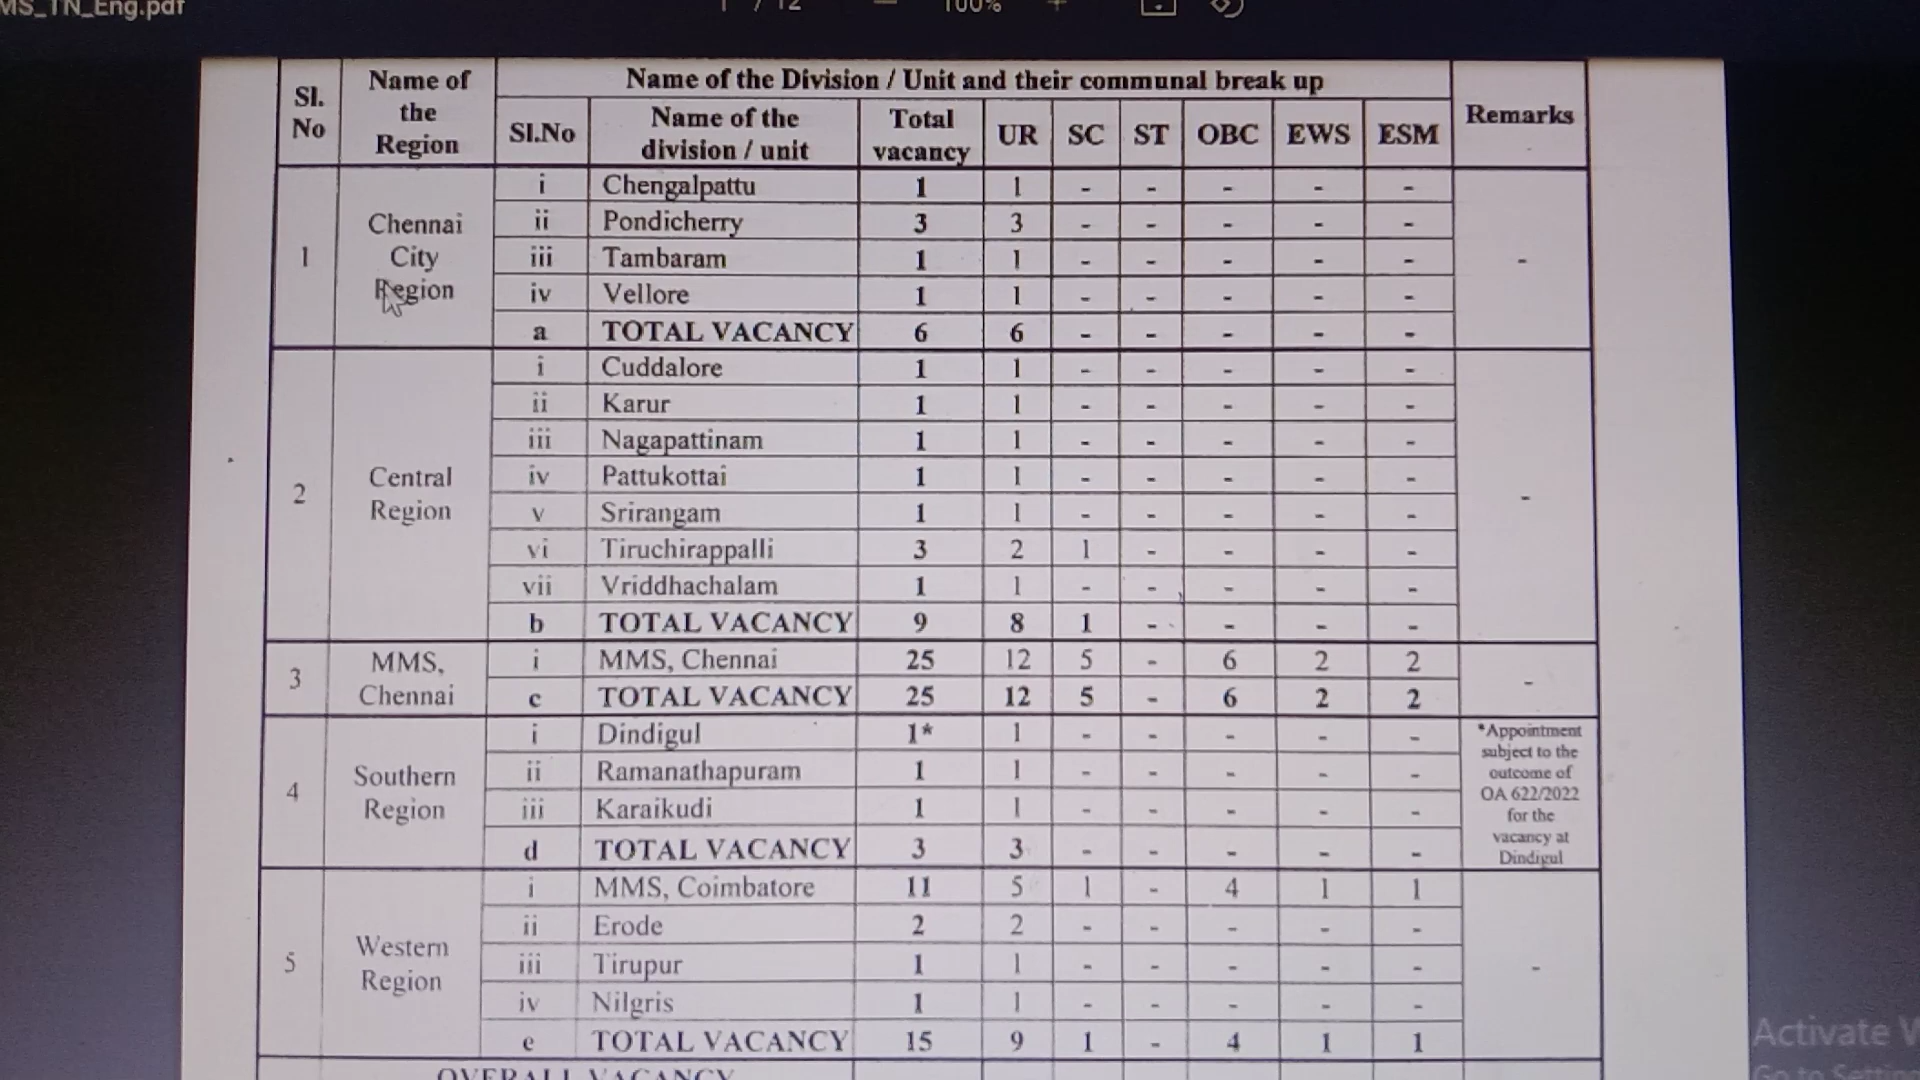 MS_TN_Eng.pdf 1 / 12 — 100% +
Sl. No Name of the Region Name of the Division / Unit and their communal break up Remarks
Sl.No Name of the division / unit Total vacancy UR SC ST OBC EWS ESM
1 Chennai City Region -
i Chengalpattu 1 1 - - - - -
ii Pondicherry 3 3 - - - - -
iii Tambaram 1 1 - - - - -
iv Vellore 1 1 - - - - -
a TOTAL VACANCY 6 6 - - - - -
2 Central Region -
i Cuddalore 1 1 - - - - -
ii Karur 1 1 - - - - -
iii Nagapattinam 1 1 - - - - -
iv Pattukottai 1 1 - - - - -
v Srirangam 1 1 - - - - -
vi Tiruchirappalli 3 2 1 - - - -
vii Vriddhachalam 1 1 - - - - -
b TOTAL VACANCY 9 8 1 - - - -
3 MMS, Chennai -
i MMS, Chennai 25 12 5 - 6 2 2
c TOTAL VACANCY 25 12 5 - 6 2 2
4 Southern Region
i Dindigul 1* 1 - - - - -
ii Ramanathapuram 1 1 - - - - -
iii Karaikudi 1 1 - - - - -
d TOTAL VACANCY 3 3 - - - - -
*Appointment
subject to the
outcome of
OA 622/2022
for the
vacancy at
Dindigul
5 Western Region -
i MMS, Coimbatore 11 5 1 - 4 1 1
ii Erode 2 2 - - - - -
iii Tirupur 1 1 - - - - -
iv Nilgris 1 1 - - - - -
e TOTAL VACANCY 15 9 1 - 4 1 1
OVERALL VACANCY
Activate
Go to Settin